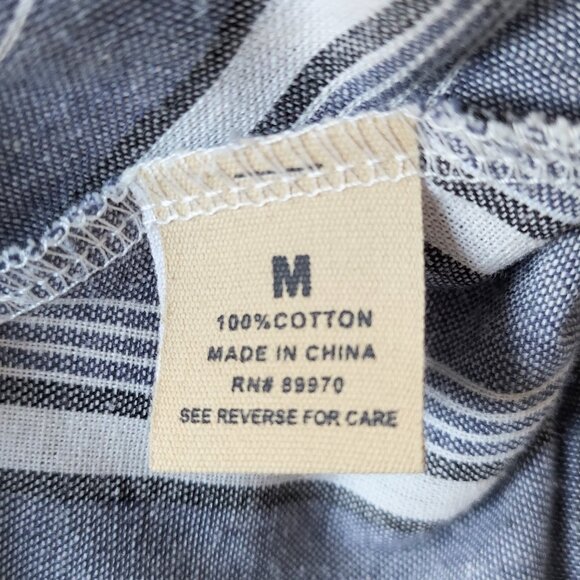 M
100%COTTON
MADE IN CHINA
RN# 89970
SEE REVERSE FOR CARE